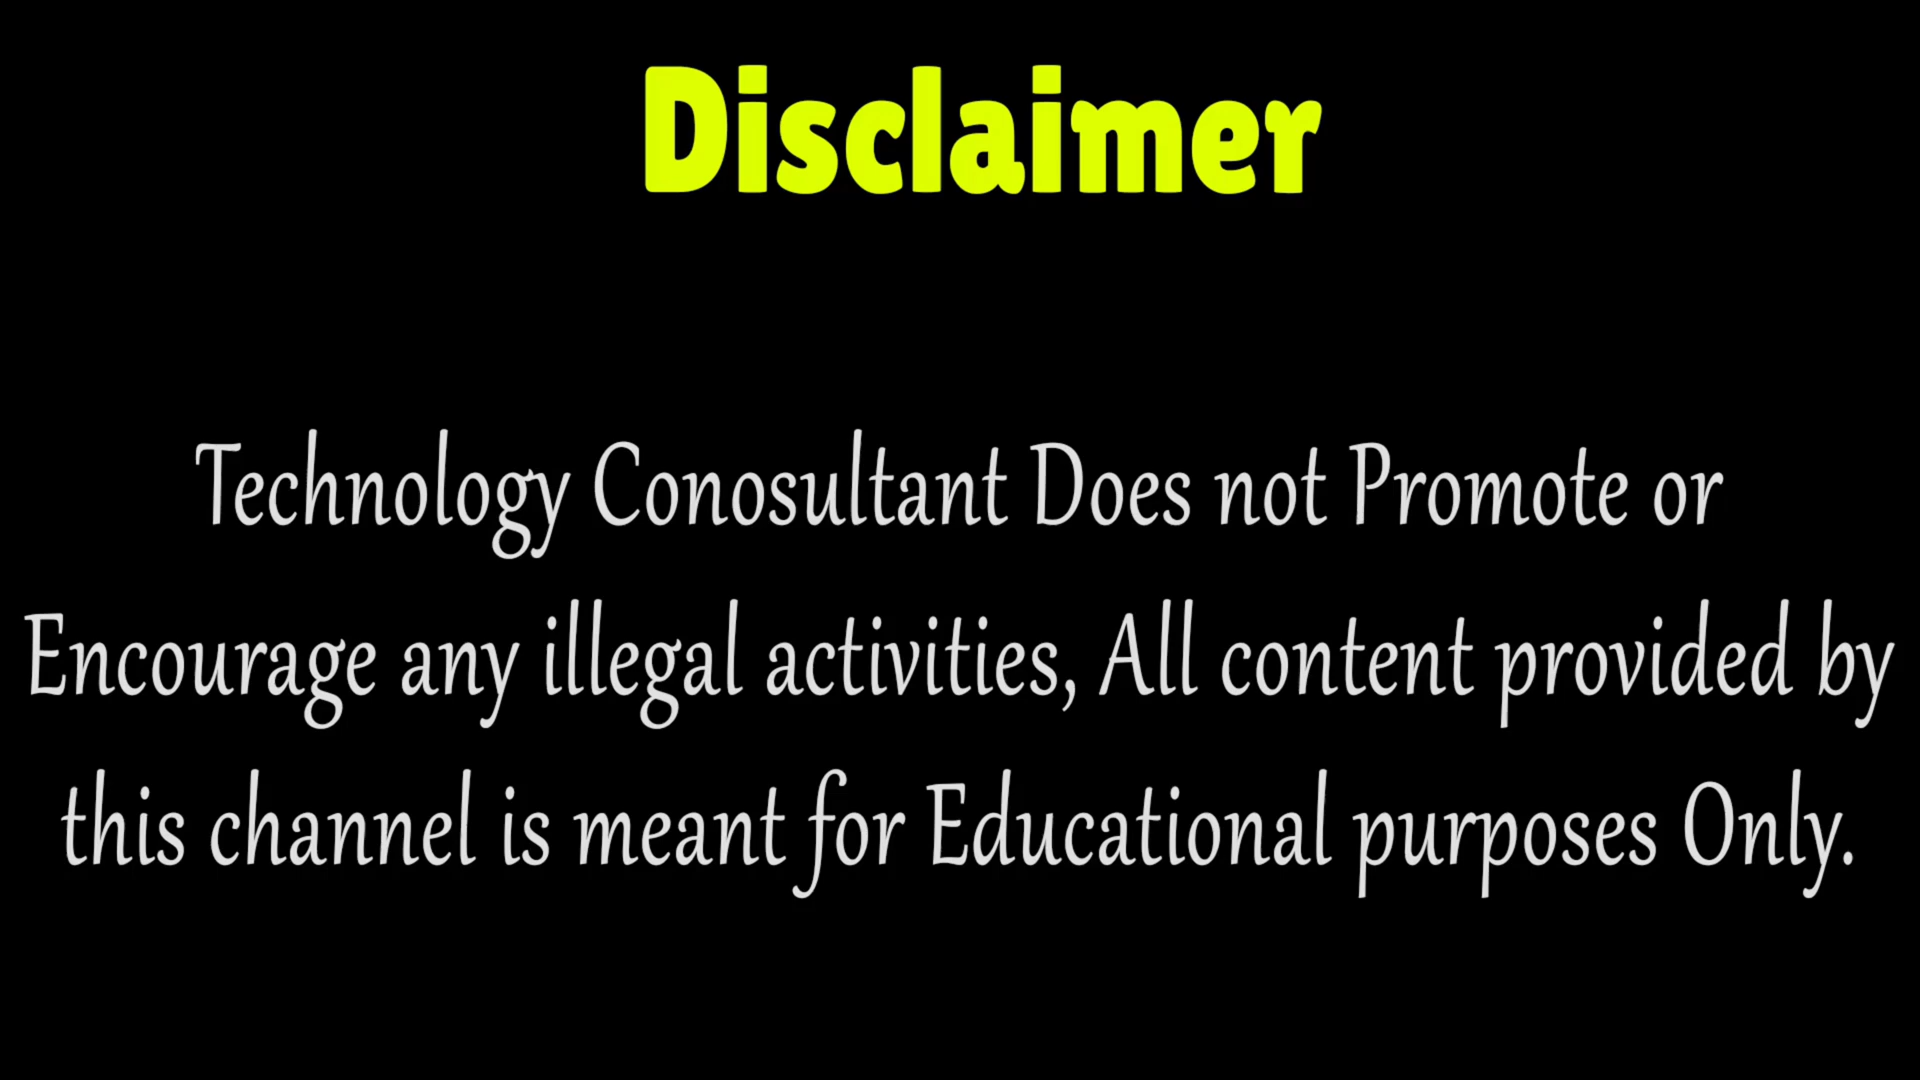 Disclaimer
Technology Conosultant Does not Promote or
Encourage any illegal activities, All content provided by
this channel is meant for Educational purposes Only.